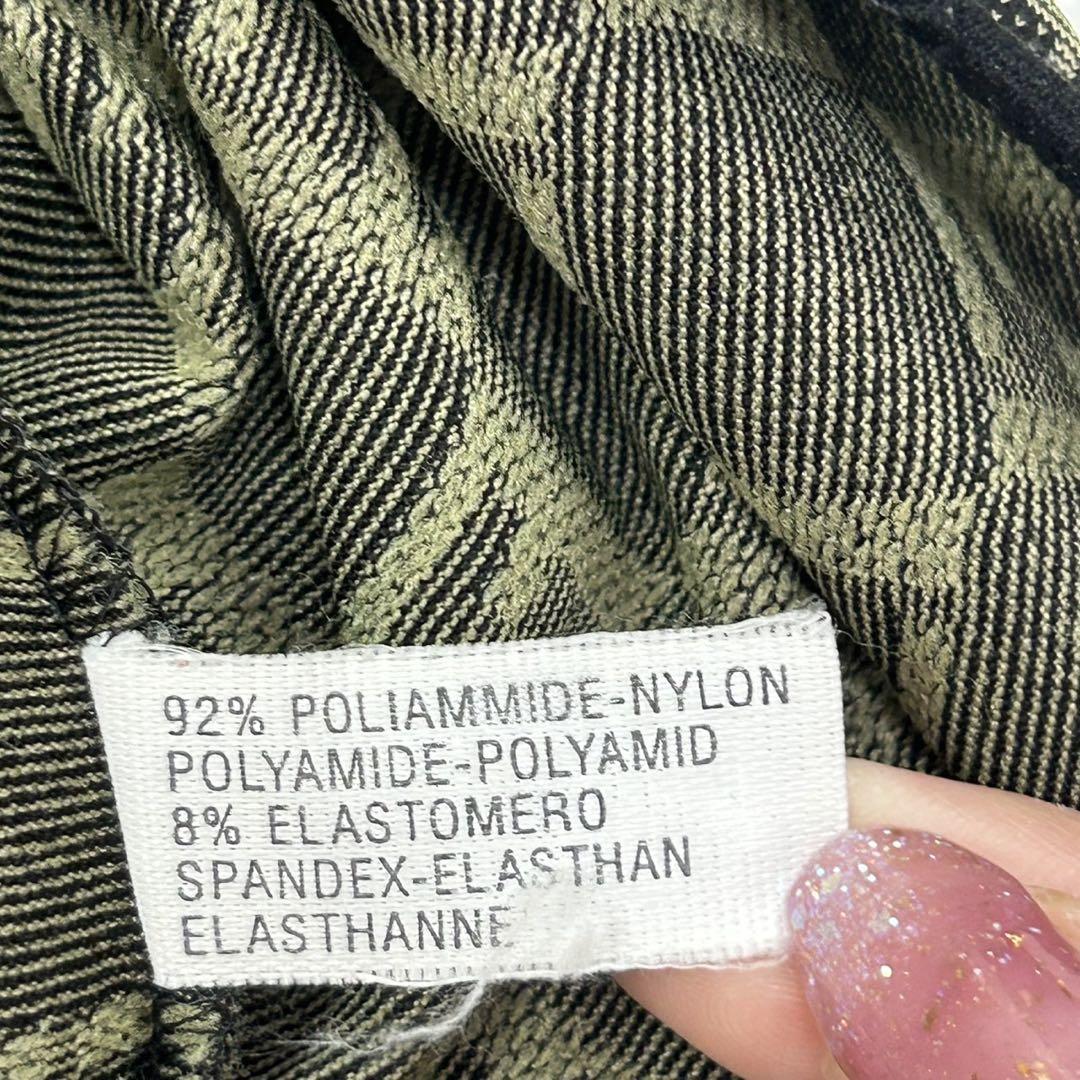 92% POLIAMMIDE-NYLON
POLYAMIDE-POLYAMID
8% ELASTOMERO
SPANDEX-ELASTHAN
ELASTHANNE